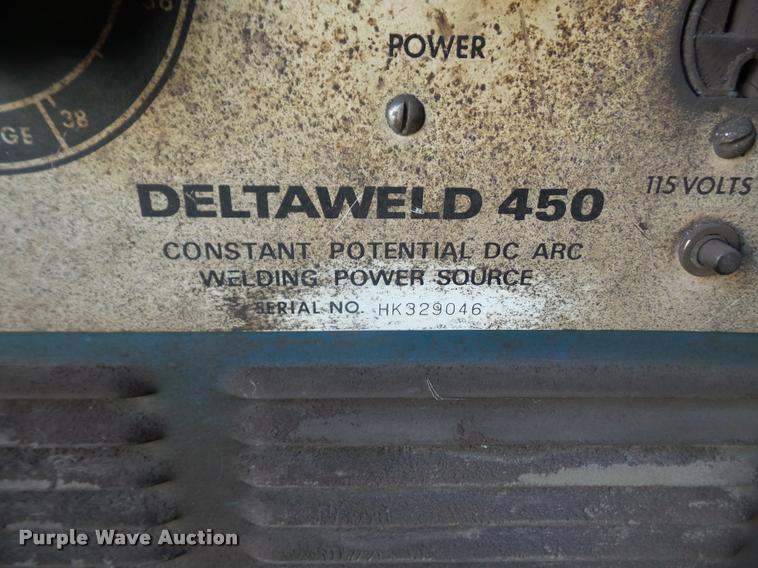 36
POWER
GE 38
115 VOLTS
DELTAWELD 450
CONSTANT POTENTIAL DC ARC
WELDING POWER SOURCE
SERIAL NO. HK329046
Purple Wave Auction